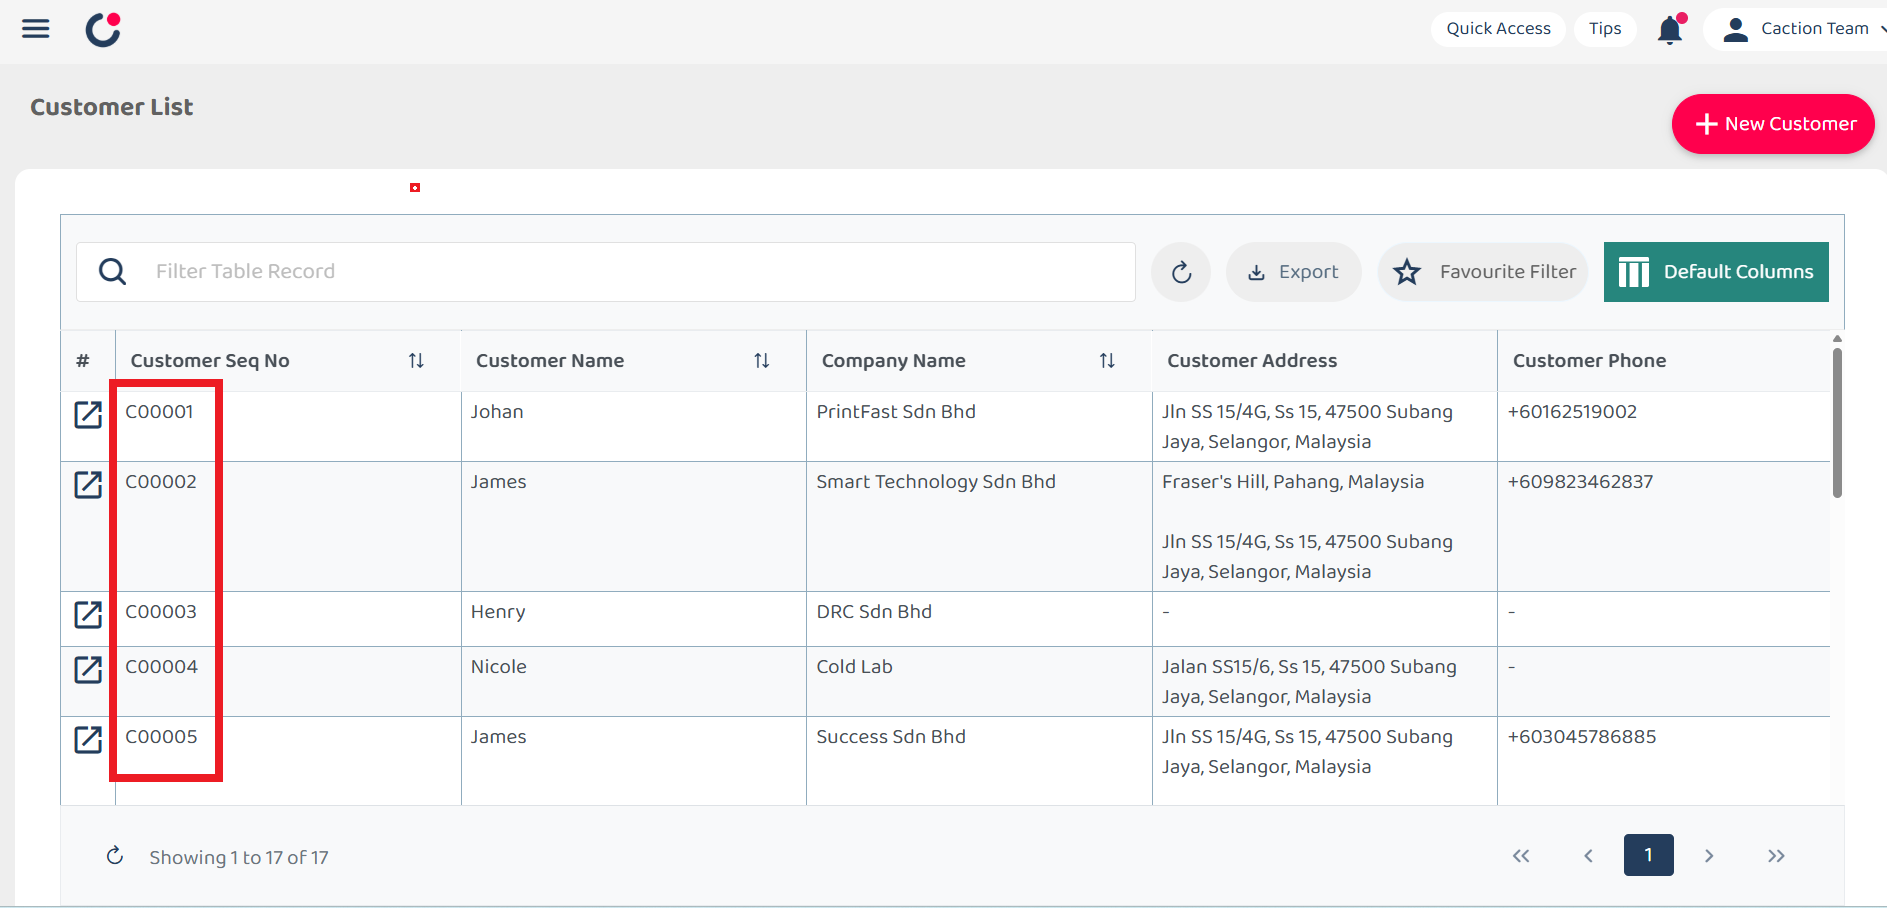 Quick Access Tips Caction Team
Customer List
New Customer
Filter Table Record Export Favourite Filter Default Columns
# Customer Seq No Customer Name Company Name Customer Address Customer Phone
C00001 Johan PrintFast Sdn Bhd Jln SS 15/4G, Ss 15, 47500 Subang +60162519002
Jaya, Selangor, Malaysia
C00002 James Smart Technology Sdn Bhd Fraser's Hill, Pahang, Malaysia +609823462837
Jln SS 15/4G, Ss 15, 47500 Subang
Jaya, Selangor, Malaysia
C00003 Henry DRC Sdn Bhd - -
C00004 Nicole Cold Lab Jalan SS15/6, Ss 15, 47500 Subang -
Jaya, Selangor, Malaysia
C00005 James Success Sdn Bhd Jln SS 15/4G, Ss 15, 47500 Subang +603045786885
Jaya, Selangor, Malaysia
Showing 1 to 17 of 17 1